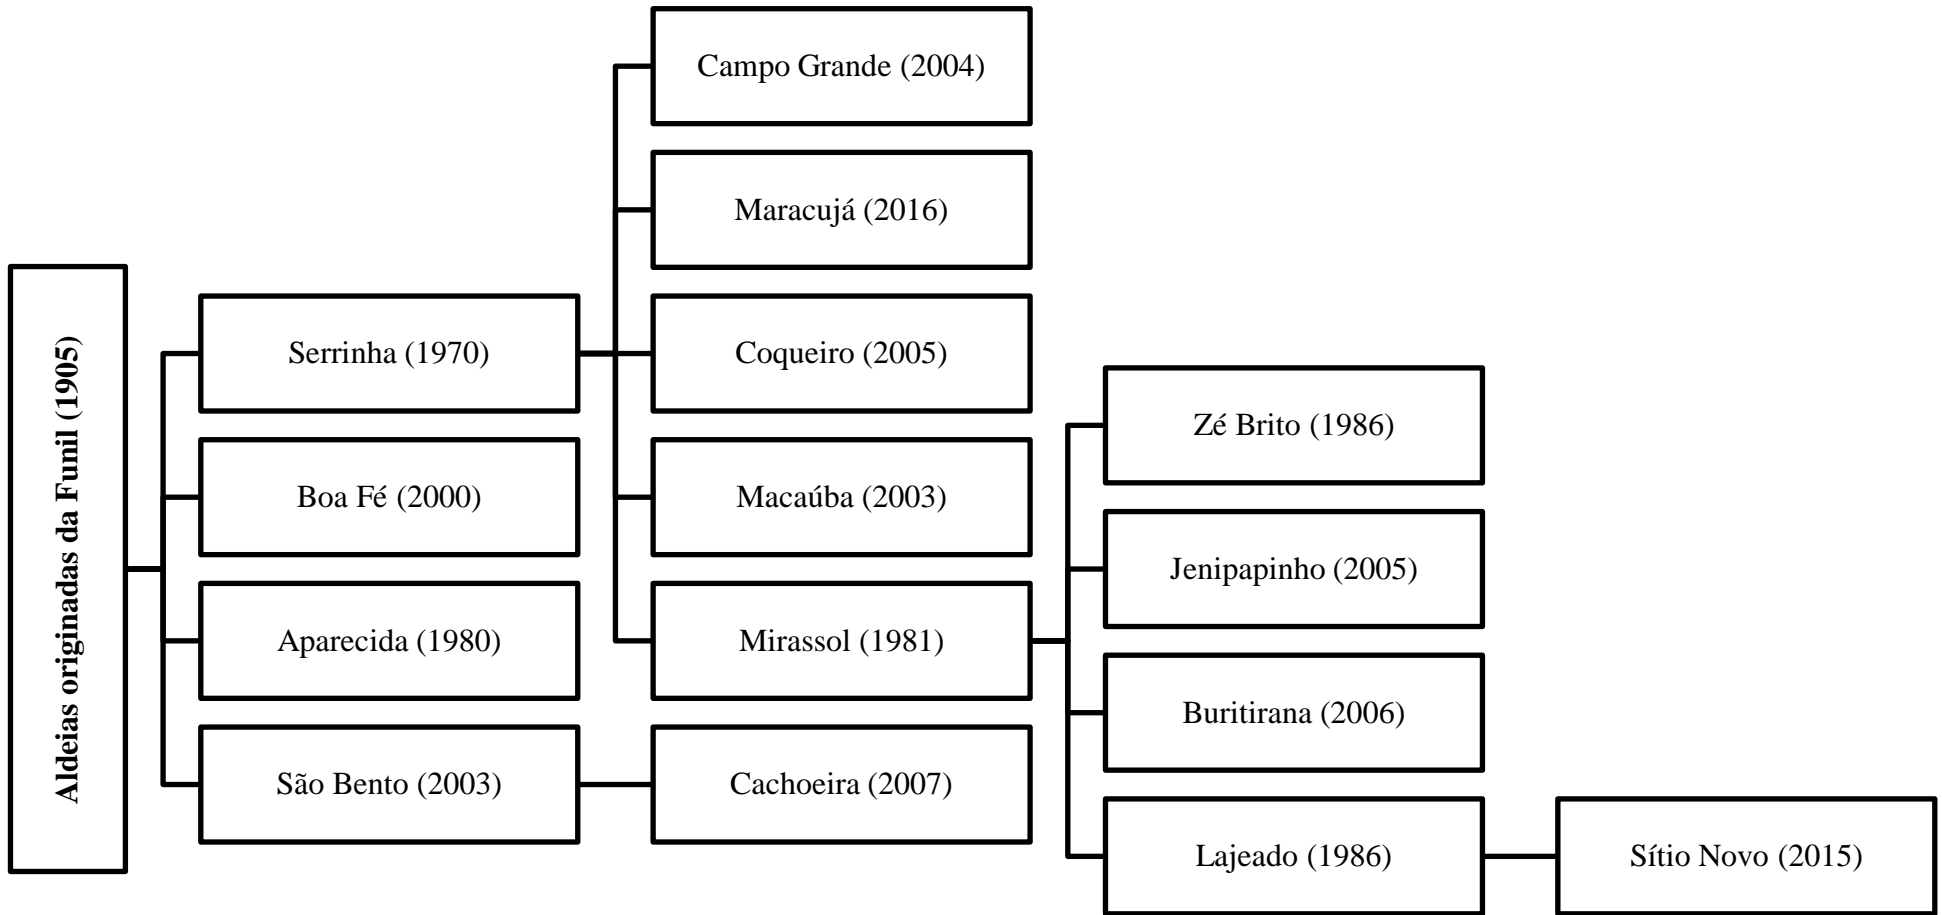 Aldeias originadas da Funil (1905)
Serrinha (1970)
Boa Fé (2000)
Aparecida (1980)
São Bento (2003)
Campo Grande (2004)
Maracujá (2016)
Coqueiro (2005)
Macaúba (2003)
Mirassol (1981)
Cachoeira (2007)
Zé Brito (1986)
Jenipapinho (2005)
Buritirana (2006)
Lajeado (1986)
Sítio Novo (2015)